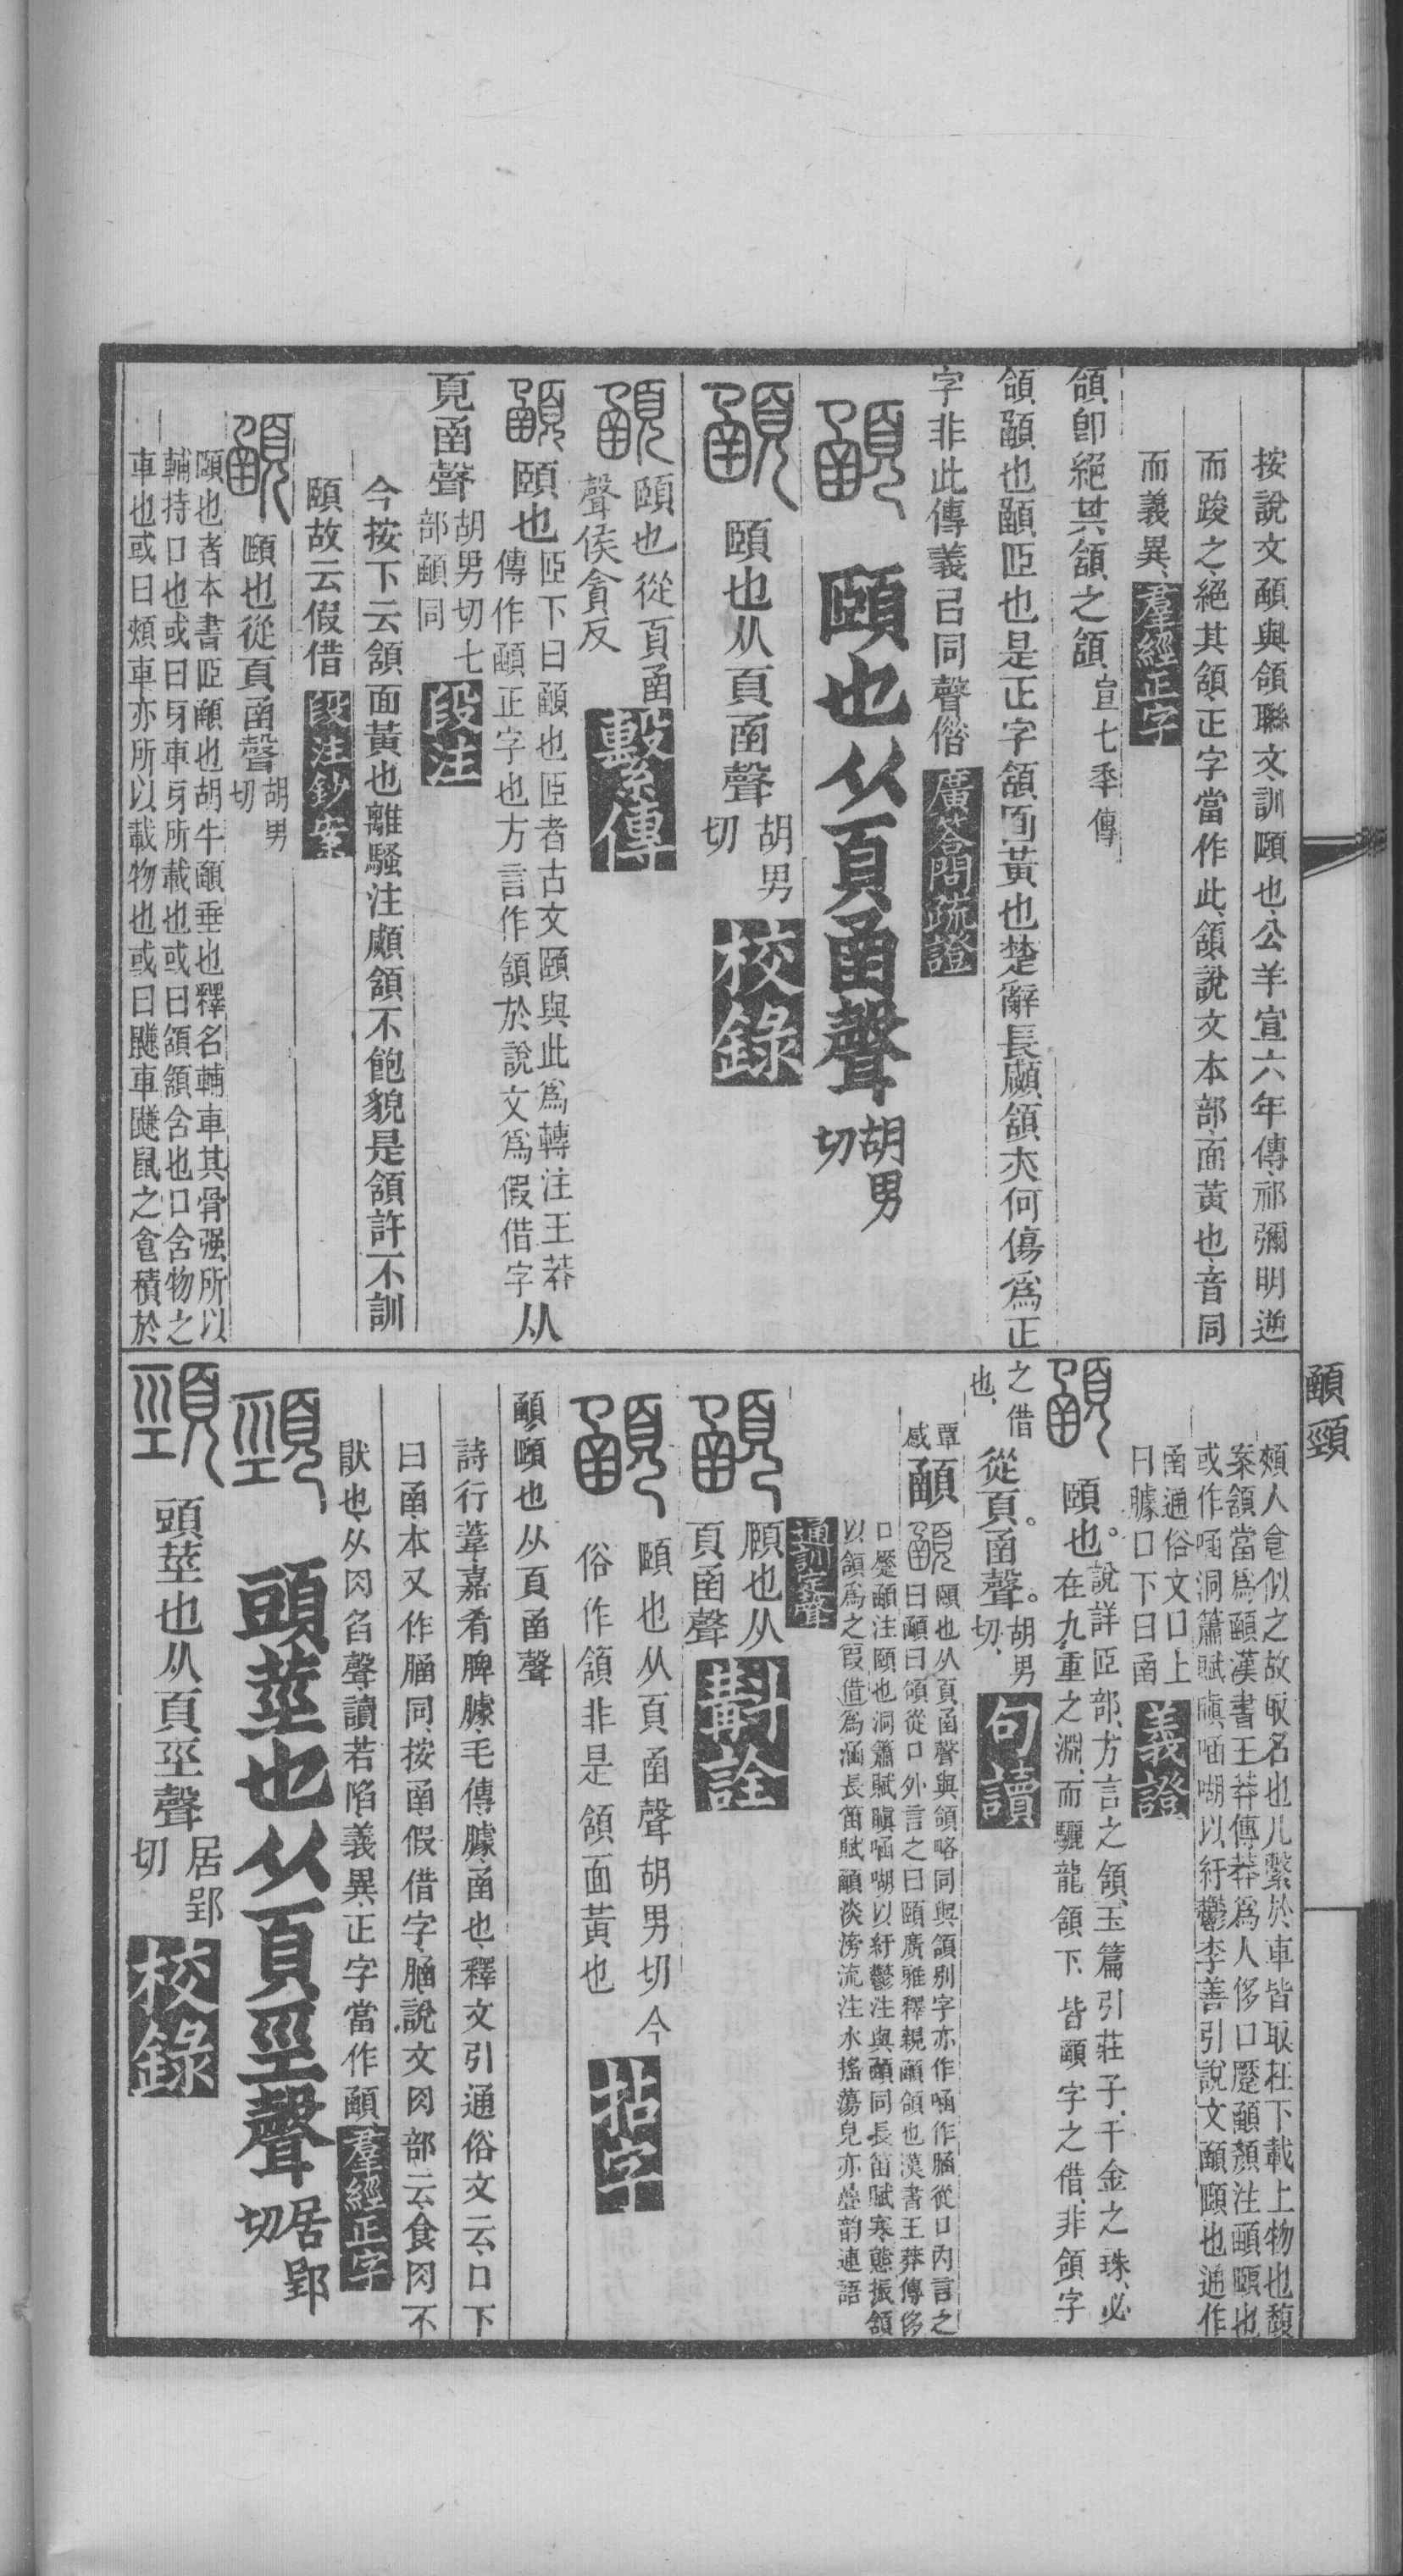 顄頸
按說文顄與頷聯文訓頤也公羊宣六年傳祁彌明逆
而踆之絕其頷正字當作此頷說文本部面黃也音同
而義異羣經正字
頷卽絕其頷之頷宣七年傳
頷顄也顄𦣝也是正字頷面黃也楚辭長顑頷亦何傷爲正
字非此傳義㠯同聲借廣荅問疏證
顄頤也从頁圅聲胡男切
顄頤也从頁圅聲胡男切校錄
顄頤也從頁圅聲侯貪反繫傳
顄頤也𦣝下曰顄也𦣝者古文頤與此爲轉注王莽傳作顄正字也方言作頷於說文爲假借字从
頁圅聲胡男切七部顄同段注
今按下云頷面黃也離騷注顑頷不飽貌是頷許不訓
頤故云假借段注鈔案
顄頤也從頁圅聲胡男切
頤也者本書𦣝顄也胡牛顄垂也釋名輔車其骨强所以
輔持口也或曰牙車牙所載也或曰頷頷含也口含物之
車也或曰頰車亦所以載物也或曰鼸車鼸鼠之食積於
頰人食似之故取名也凡繫於車皆取在下載上物也馥
案頷當爲顄漢書王莽傳莽爲人侈口蹷顄顏注顄頤也
或作㖤洞簫賦瞋㖤㗅以紆鬱李善引說文顄頤也通作
圅通俗文口上
曰臄口下曰圅義證
顄頤也。說詳𦣝部方言之頷玉篇引莊子千金之珠必在九重之淵而驪龍頷下皆顄字之借非頷字
之借也從頁。圅聲。胡男切句讀
覃感顄頤也从頁圅聲與頷略同與頷別字亦作㖤作䐄從口內言之
曰顄曰頷從口外言之曰頤廣雅釋親顄頷也漢書王莽傳侈
口蹷顄注頤也洞簫賦瞋㖤㗅以紆鬱注與顄同長笛賦寒熊振頷
以頷爲之叚借爲涵長笛賦顄淡滂流注水搖蕩皃亦疊韵連語
通訓定聲
顄頤也从頁圅聲斠詮
顄頤也从頁圅聲胡男切今俗作頷非是頷面黃也拈字
顄頤也从頁圅聲
詩行葦嘉肴脾臄毛傳臄圅也釋文引通俗文云口下
曰圅本又作䐄同按圅假借字䐄說文肉部云食肉不
猒也从肉臽聲讀若陷義異正字當作顄羣經正字
頸頭莖也从頁巠聲居郢切
頸頭莖也从頁巠聲居郢切校錄